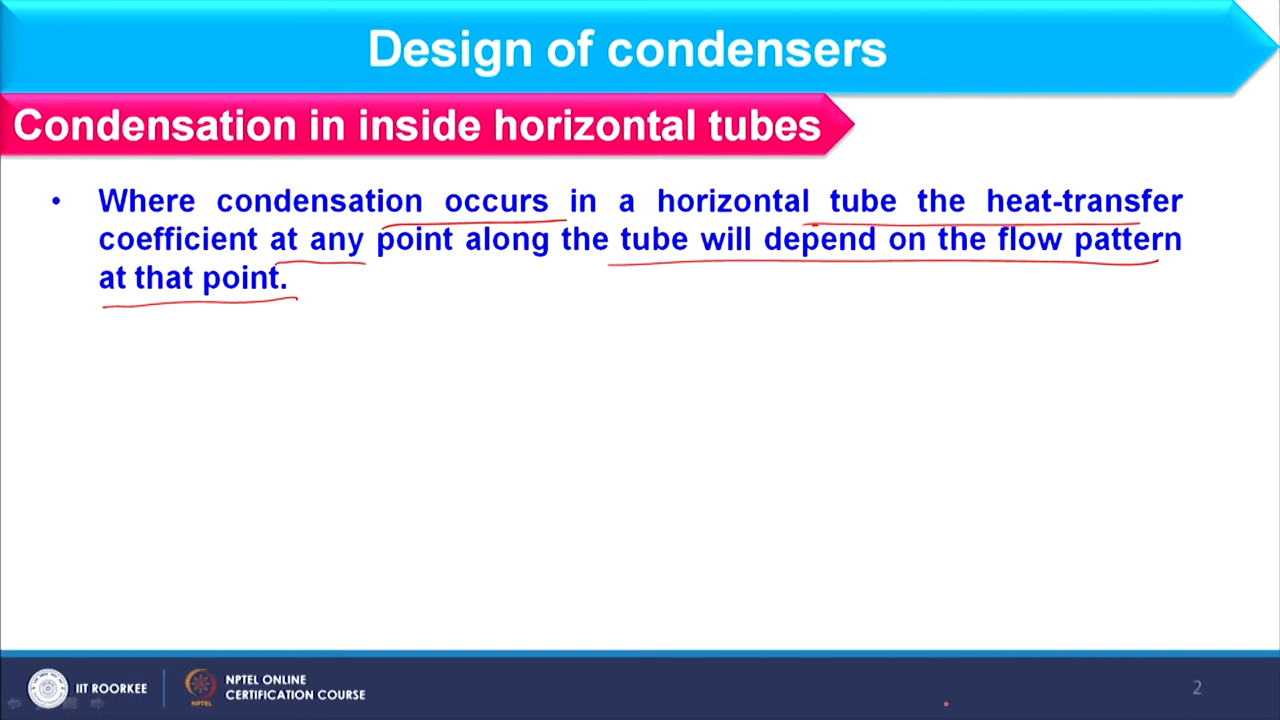 Design of condensers
Condensation in inside horizontal tubes
• Where condensation occurs in a horizontal tube the heat-transfer
coefficient at any point along the tube will depend on the flow pattern
at that point.
IIT ROORKEE
NPTEL
NPTEL ONLINE
CERTIFICATION COURSE
2